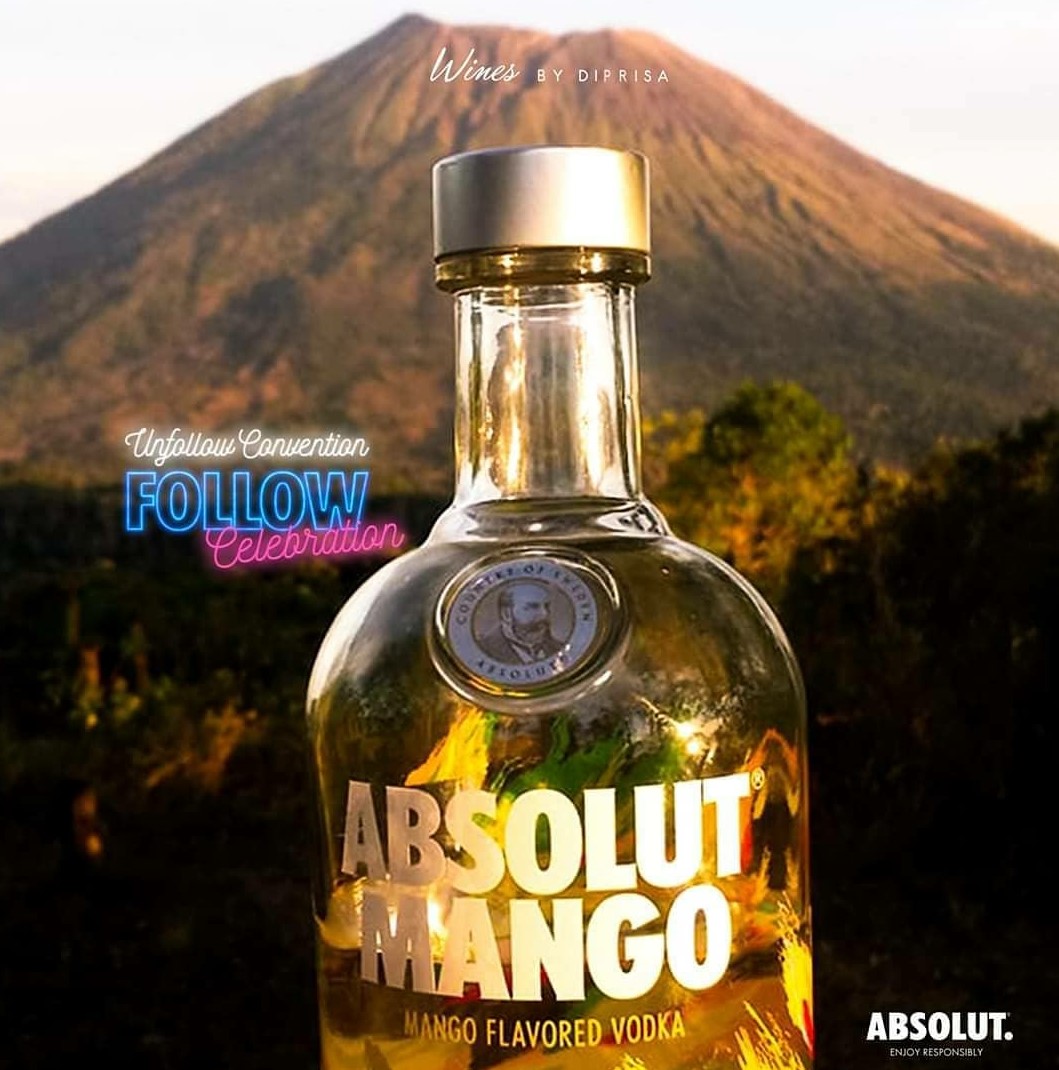 Wines BY DIPRISA
Unfollow Convention
FOLLOW
Celebration
COUNTRY OF SWEDEN
ABSOLUT
ABSOLUT®
MANGO
MANGO FLAVORED VODKA
ABSOLUT.
ENJOY RESPONSIBLY